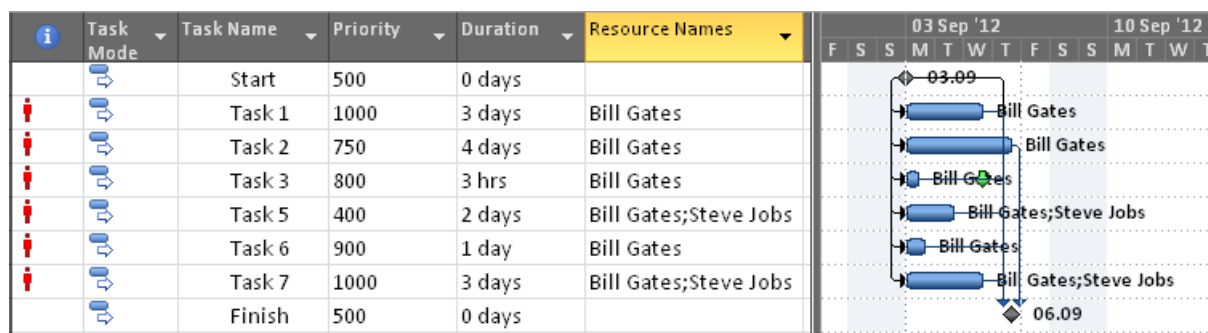 Task Mode Task Name Priority Duration Resource Names 03 Sep '12 10 Sep '12
F S S M T W T F S S M T W T
Start 500 0 days 03.09
Task 1 1000 3 days Bill Gates Bill Gates
Task 2 750 4 days Bill Gates Bill Gates
Task 3 800 3 hrs Bill Gates Bill Gates
Task 5 400 2 days Bill Gates;Steve Jobs Bill Gates;Steve Jobs
Task 6 900 1 day Bill Gates Bill Gates
Task 7 1000 3 days Bill Gates;Steve Jobs Bill Gates;Steve Jobs
Finish 500 0 days 06.09